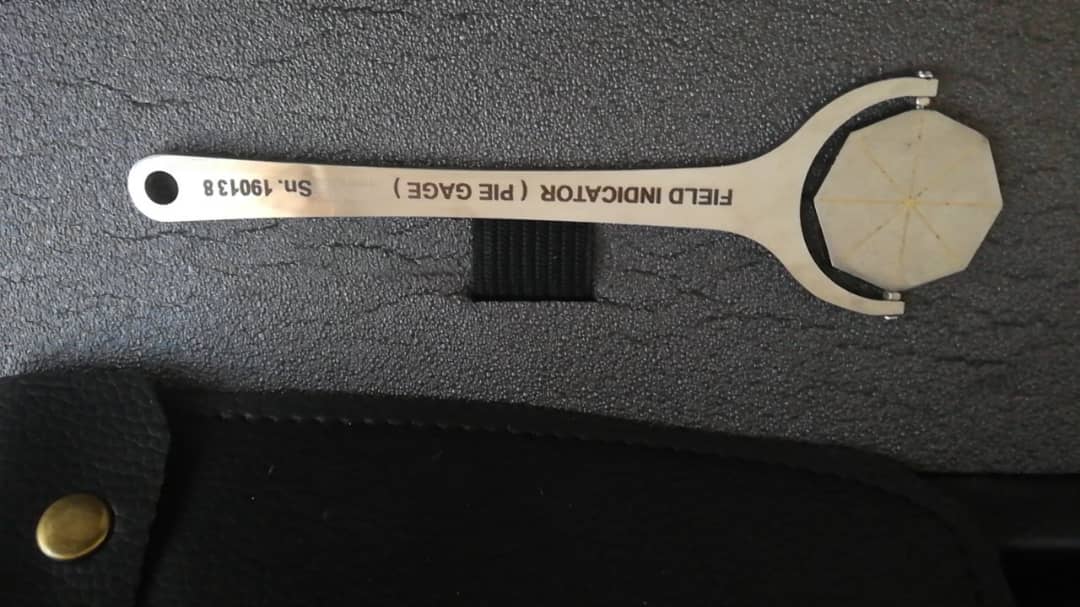 FIELD INDICATOR ( PIE GAGE ) Sn. 190138